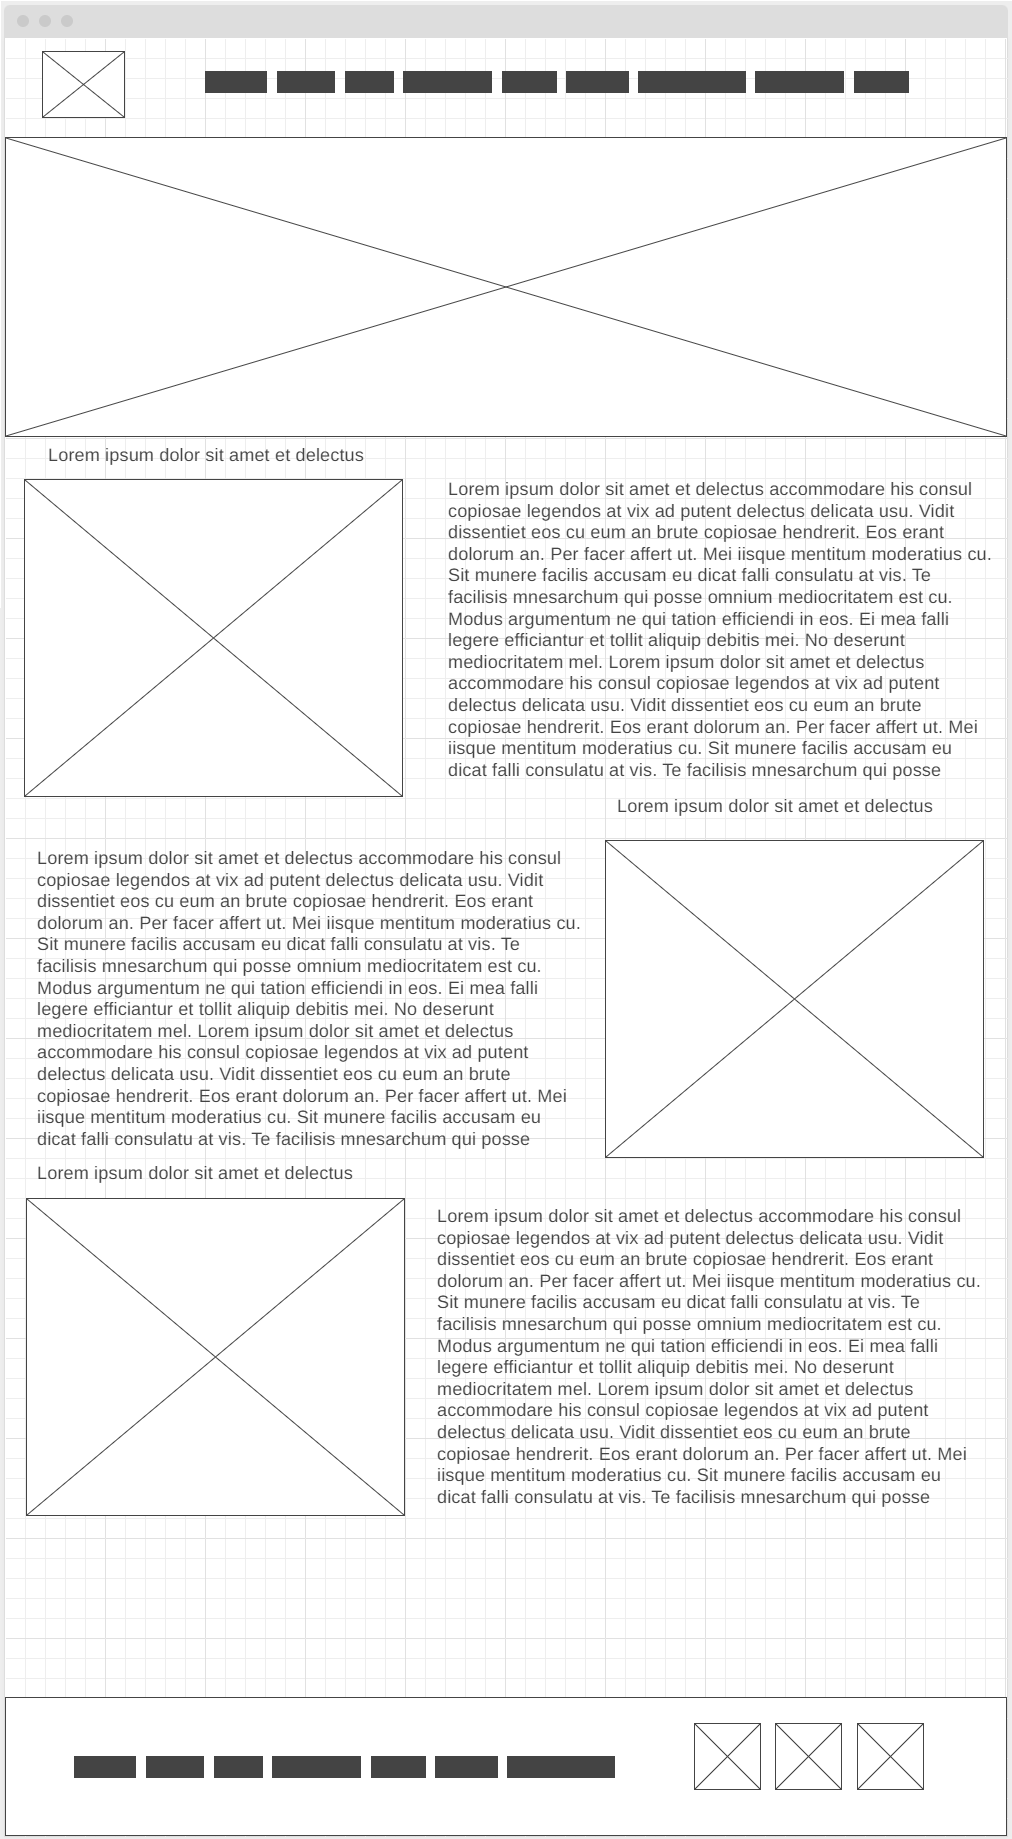 Lorem ipsum dolor sit amet et delectus
Lorem ipsum dolor sit amet et delectus accommodare his consul
copiosae legendos at vix ad putent delectus delicata usu. Vidit
dissentiet eos cu eum an brute copiosae hendrerit. Eos erant
dolorum an. Per facer affert ut. Mei iisque mentitum moderatius cu.
Sit munere facilis accusam eu dicat falli consulatu at vis. Te
facilisis mnesarchum qui posse omnium mediocritatem est cu.
Modus argumentum ne qui tation efficiendi in eos. Ei mea falli
legere efficiantur et tollit aliquip debitis mei. No deserunt
mediocritatem mel. Lorem ipsum dolor sit amet et delectus
accommodare his consul copiosae legendos at vix ad putent
delectus delicata usu. Vidit dissentiet eos cu eum an brute
copiosae hendrerit. Eos erant dolorum an. Per facer affert ut. Mei
iisque mentitum moderatius cu. Sit munere facilis accusam eu
dicat falli consulatu at vis. Te facilisis mnesarchum qui posse
Lorem ipsum dolor sit amet et delectus
Lorem ipsum dolor sit amet et delectus accommodare his consul
copiosae legendos at vix ad putent delectus delicata usu. Vidit
dissentiet eos cu eum an brute copiosae hendrerit. Eos erant
dolorum an. Per facer affert ut. Mei iisque mentitum moderatius cu.
Sit munere facilis accusam eu dicat falli consulatu at vis. Te
facilisis mnesarchum qui posse omnium mediocritatem est cu.
Modus argumentum ne qui tation efficiendi in eos. Ei mea falli
legere efficiantur et tollit aliquip debitis mei. No deserunt
mediocritatem mel. Lorem ipsum dolor sit amet et delectus
accommodare his consul copiosae legendos at vix ad putent
delectus delicata usu. Vidit dissentiet eos cu eum an brute
copiosae hendrerit. Eos erant dolorum an. Per facer affert ut. Mei
iisque mentitum moderatius cu. Sit munere facilis accusam eu
dicat falli consulatu at vis. Te facilisis mnesarchum qui posse
Lorem ipsum dolor sit amet et delectus
Lorem ipsum dolor sit amet et delectus accommodare his consul
copiosae legendos at vix ad putent delectus delicata usu. Vidit
dissentiet eos cu eum an brute copiosae hendrerit. Eos erant
dolorum an. Per facer affert ut. Mei iisque mentitum moderatius cu.
Sit munere facilis accusam eu dicat falli consulatu at vis. Te
facilisis mnesarchum qui posse omnium mediocritatem est cu.
Modus argumentum ne qui tation efficiendi in eos. Ei mea falli
legere efficiantur et tollit aliquip debitis mei. No deserunt
mediocritatem mel. Lorem ipsum dolor sit amet et delectus
accommodare his consul copiosae legendos at vix ad putent
delectus delicata usu. Vidit dissentiet eos cu eum an brute
copiosae hendrerit. Eos erant dolorum an. Per facer affert ut. Mei
iisque mentitum moderatius cu. Sit munere facilis accusam eu
dicat falli consulatu at vis. Te facilisis mnesarchum qui posse